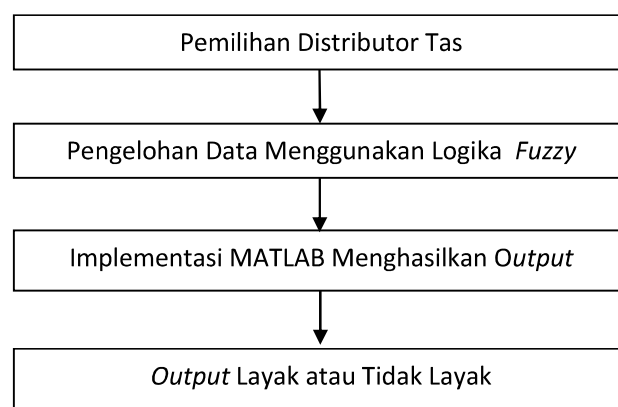 Pemilihan Distributor Tas
Pengelohan Data Menggunakan Logika Fuzzy
Implementasi MATLAB Menghasilkan Output
Output Layak atau Tidak Layak